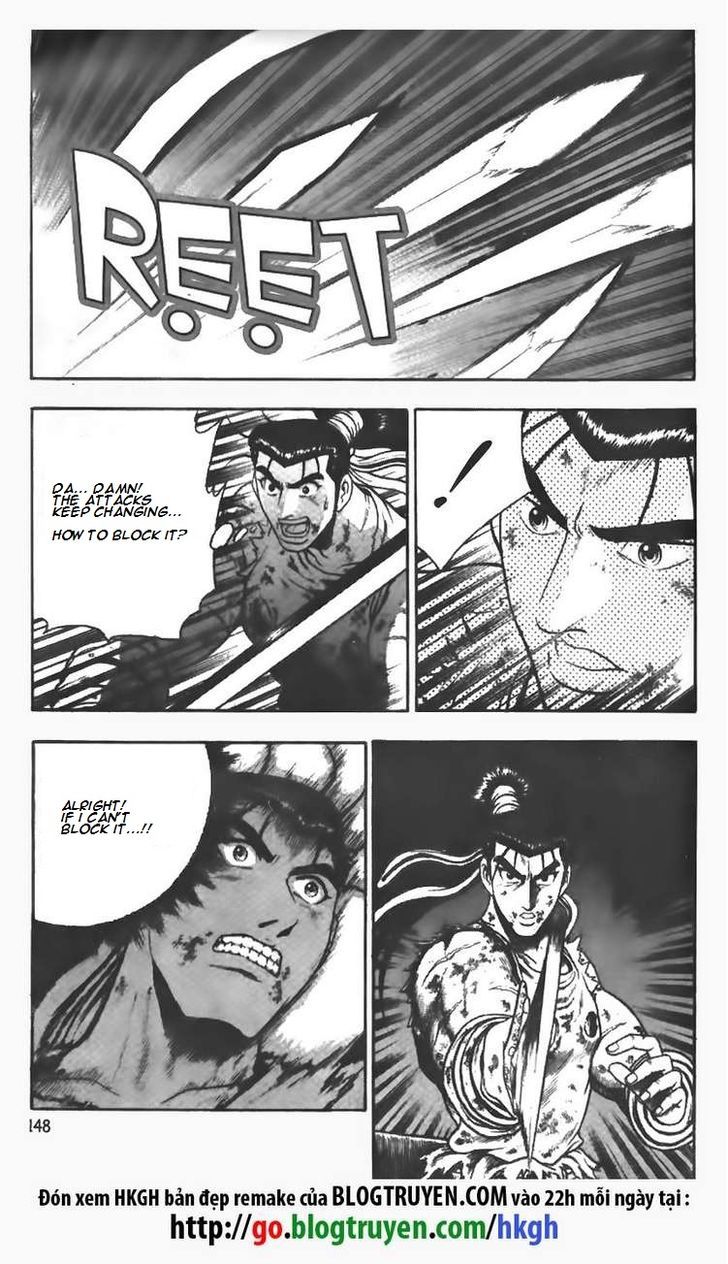 RẸẸT
DA... DAMN!
THE ATTACKS
KEEP CHANGING...
HOW TO BLOCK IT?
!
ALRIGHT!
IF I CAN'T
BLOCK IT...!!
148
Đón xem HKGH bản đẹp remake của BLOGTRUYEN.COM vào 22h mỗi ngày tại :
http://go.blogtruyen.com/hkgh